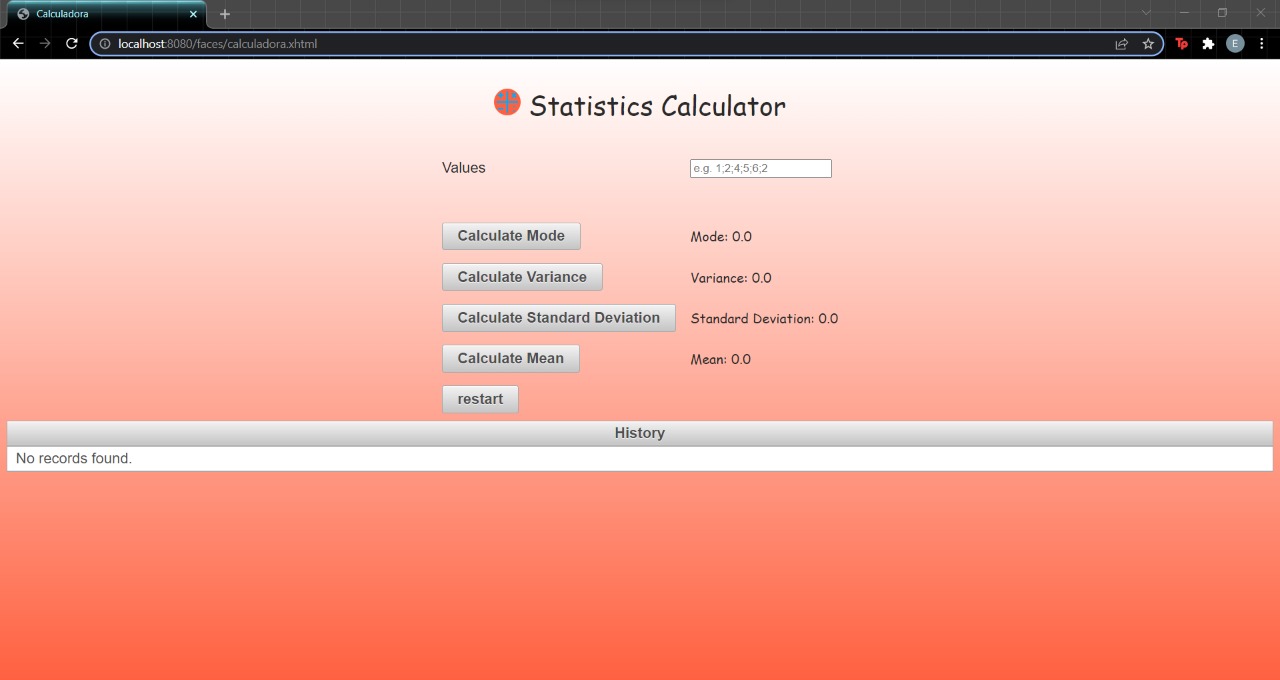 Calculadora
localhost:8080/faces/calculadora.xhtml
Tp
E
Statistics Calculator
Values
e.g. 1;2;4;5;6;2
Calculate Mode
Mode: 0.0
Calculate Variance
Variance: 0.0
Calculate Standard Deviation
Standard Deviation: 0.0
Calculate Mean
Mean: 0.0
restart
History
No records found.